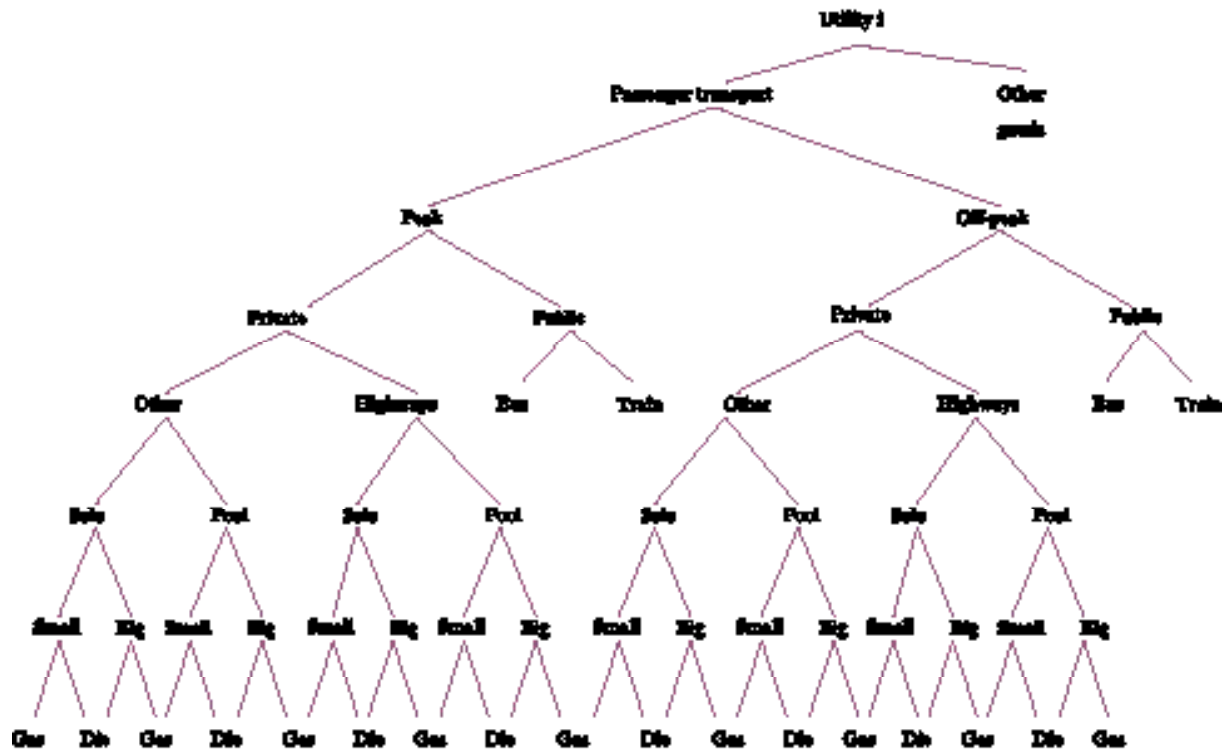 Utility i
Passenger transport Other
goods
Peak Off-peak
Private Public Private Public
Other Highways Bus Train Other Highways Bus Train
Solo Pool Solo Pool Solo Pool Solo Pool
Small Big Small Big Small Big Small Big Small Big Small Big Small Big Small Big
Gas Die Gas Die Gas Die Gas Die Gas Die Gas Die Gas Die Gas